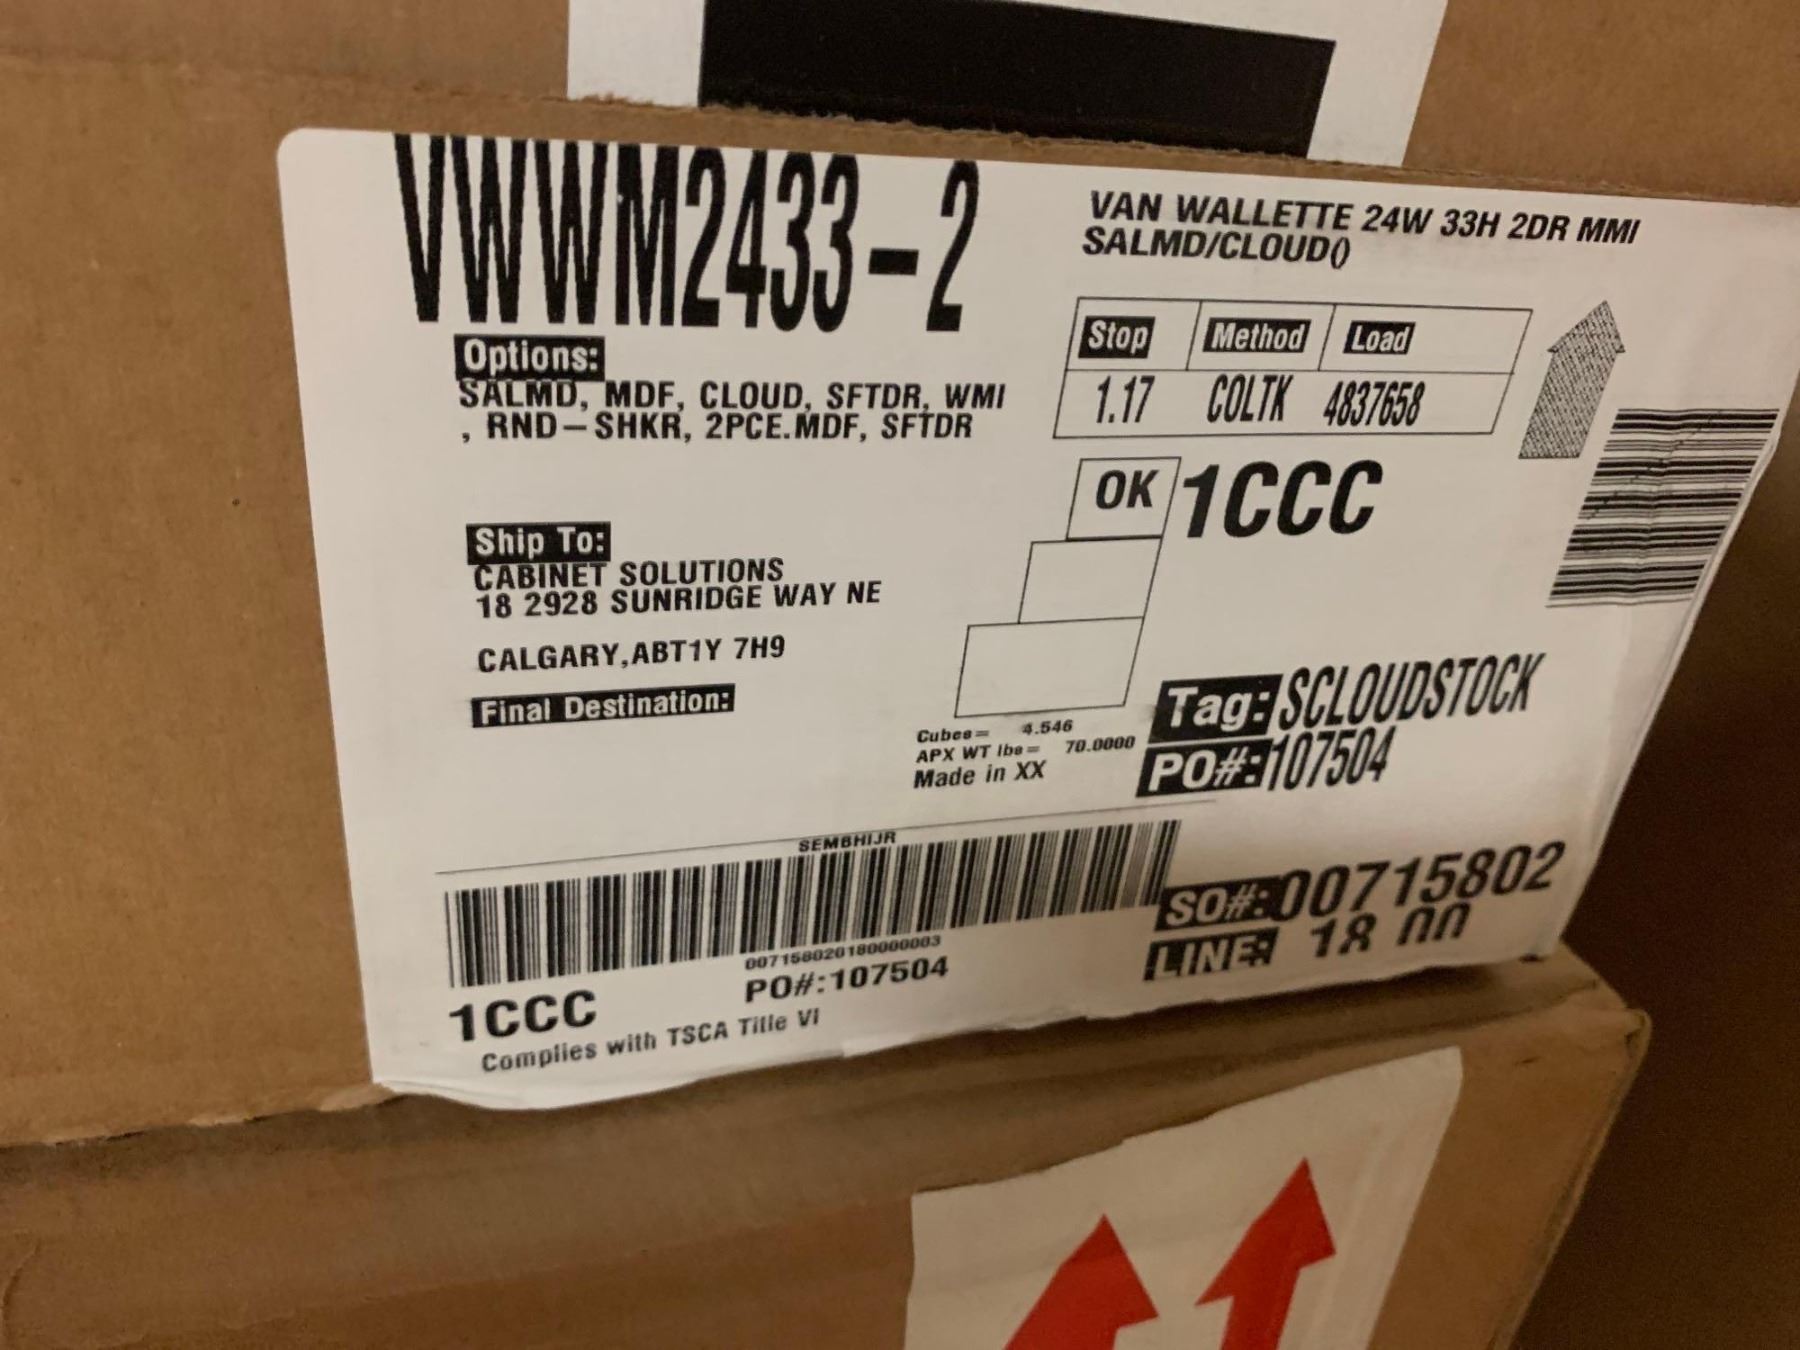 VWWM2433-2
VAN WALLETTE 24W 33H 2DR MMI
SALMD/CLOUD()
Options:
SALMD, MDF, CLOUD, SFTDR, WMI
, RND-SHKR, 2PCE.MDF, SFTDR
Stop Method Load
1.17 COLTK 4837658
OK 1CCC
Ship To:
CABINET SOLUTIONS
18 2928 SUNRIDGE WAY NE
CALGARY,ABT1Y 7H9
Final Destination:
Cubes= 4.546
APX WT lbs= 70.0000
Made in XX
Tag: SCLOUDSTOCK
PO#: 107504
SEMBHIJR
00715802018000003
SO#: 00715802
LINE: 18 00
1CCC PO#:107504
Complies with TSCA Title VI